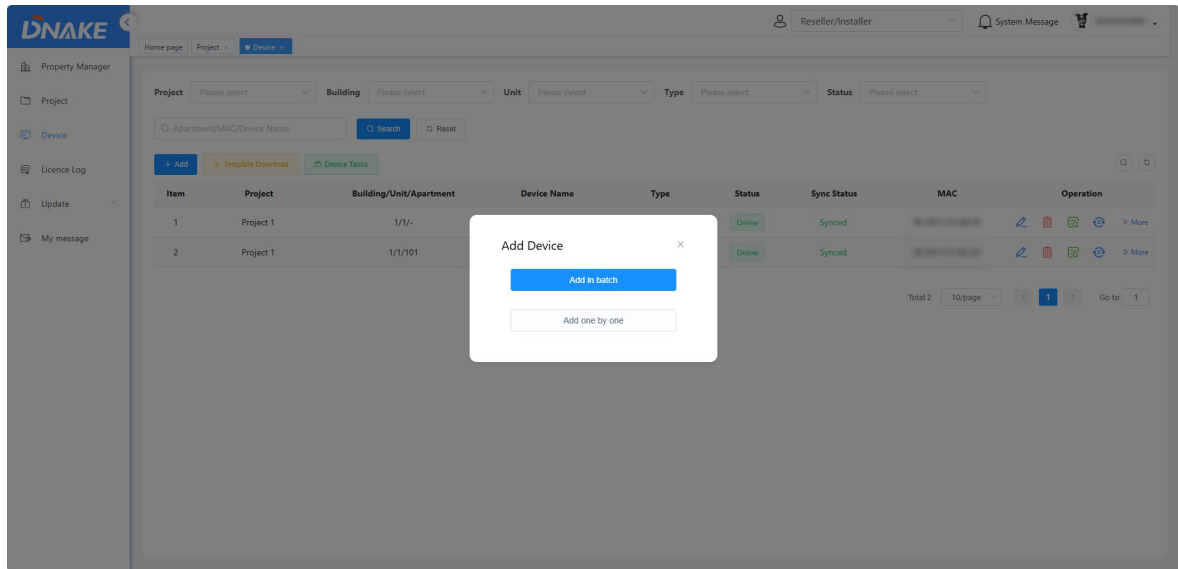 DNAKE
Reseller/Installer
System Message
Home page
Project ×
Device ×
Property Manager
Project
Device
Licence Log
Update
My message
Project Please select Building Please select Unit Please select Type Please select Status Please select
Apartment/MAC/Device Name Search Reset
+ Add Template Download Device Tasks
Item Project Building/Unit/Apartment Device Name Type Status Sync Status MAC Operation
1 Project 1 1/1/- Online Synced More
2 Project 1 1/1/101 Online Synced More
Total 2 10/page < 1 > Go to 1
Add Device ×
Add in batch
Add one by one